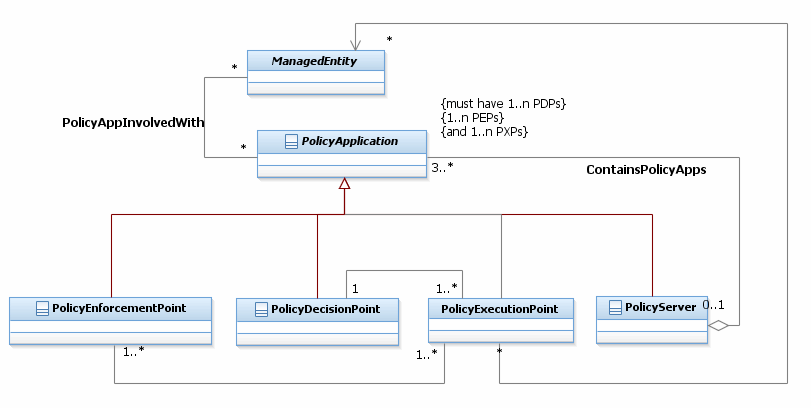 *
ManagedEntity
*
{must have 1..n PDPs}
{1..n PEPs}
{and 1..n PXPs}
PolicyAppInvolvedWith
PolicyApplication
*
3..*
ContainsPolicyApps
1
1..*
PolicyEnforcementPoint
PolicyDecisionPoint
PolicyExecutionPoint
PolicyServer
0..1
1..*
1..*
*